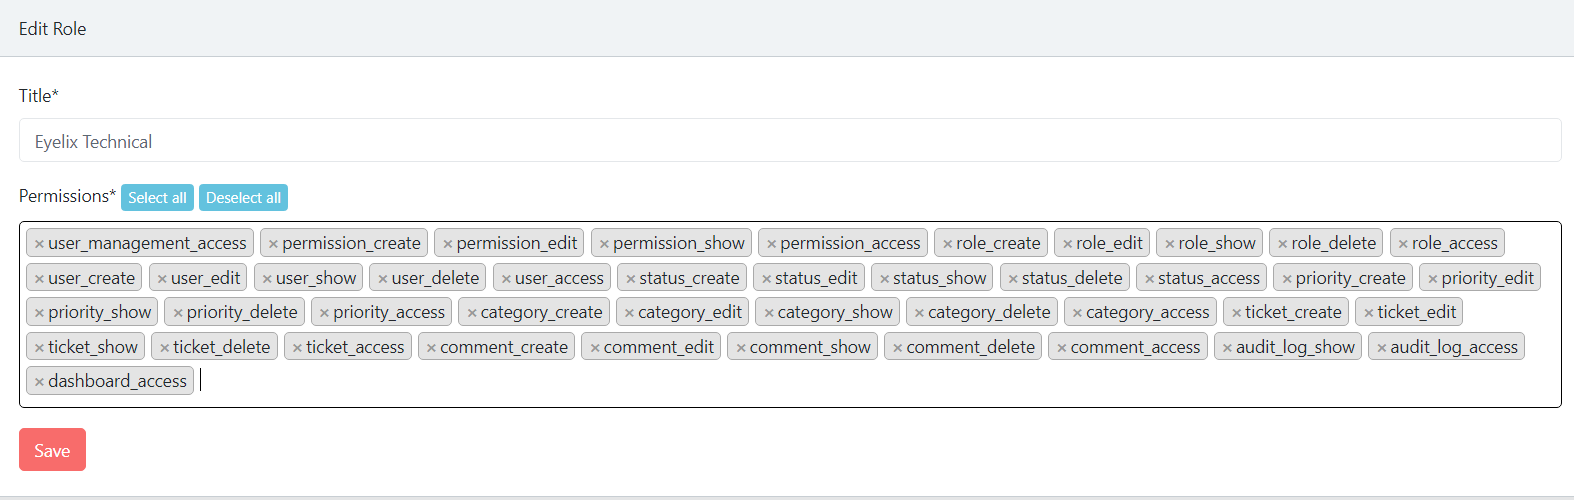 Edit Role
Title*
Eyelix Technical
Permissions* Select all Deselect all
×user_management_access ×permission_create ×permission_edit ×permission_show ×permission_access ×role_create ×role_edit ×role_show ×role_delete ×role_access
×user_create ×user_edit ×user_show ×user_delete ×user_access ×status_create ×status_edit ×status_show ×status_delete ×status_access ×priority_create ×priority_edit
×priority_show ×priority_delete ×priority_access ×category_create ×category_edit ×category_show ×category_delete ×category_access ×ticket_create ×ticket_edit
×ticket_show ×ticket_delete ×ticket_access ×comment_create ×comment_edit ×comment_show ×comment_delete ×comment_access ×audit_log_show ×audit_log_access
×dashboard_access
Save